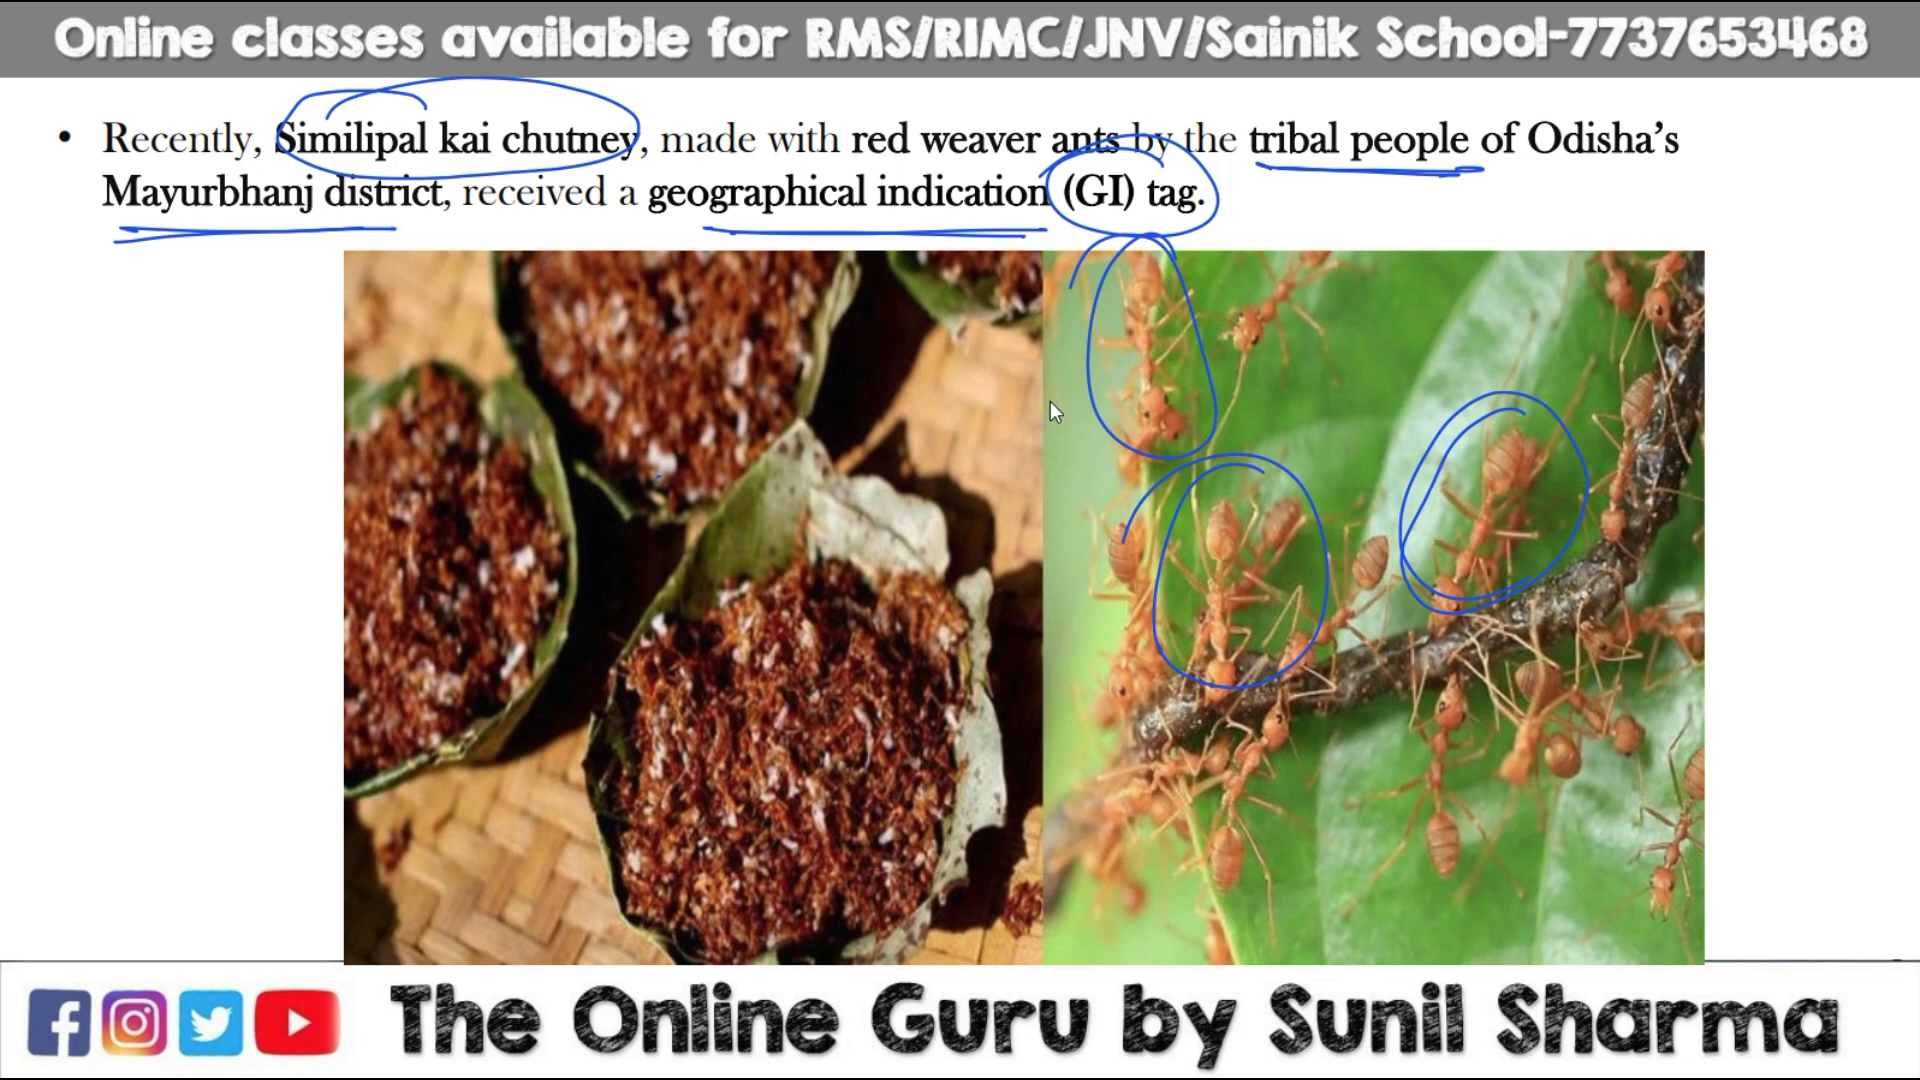 Online classes available for RMS/RIMC/JNV/Sainik School-7737653468
• Recently, Similipal kai chutney, made with red weaver ants by the tribal people of Odisha’s
Mayurbhanj district, received a geographical indication (GI) tag.
The Online Guru by Sunil Sharma